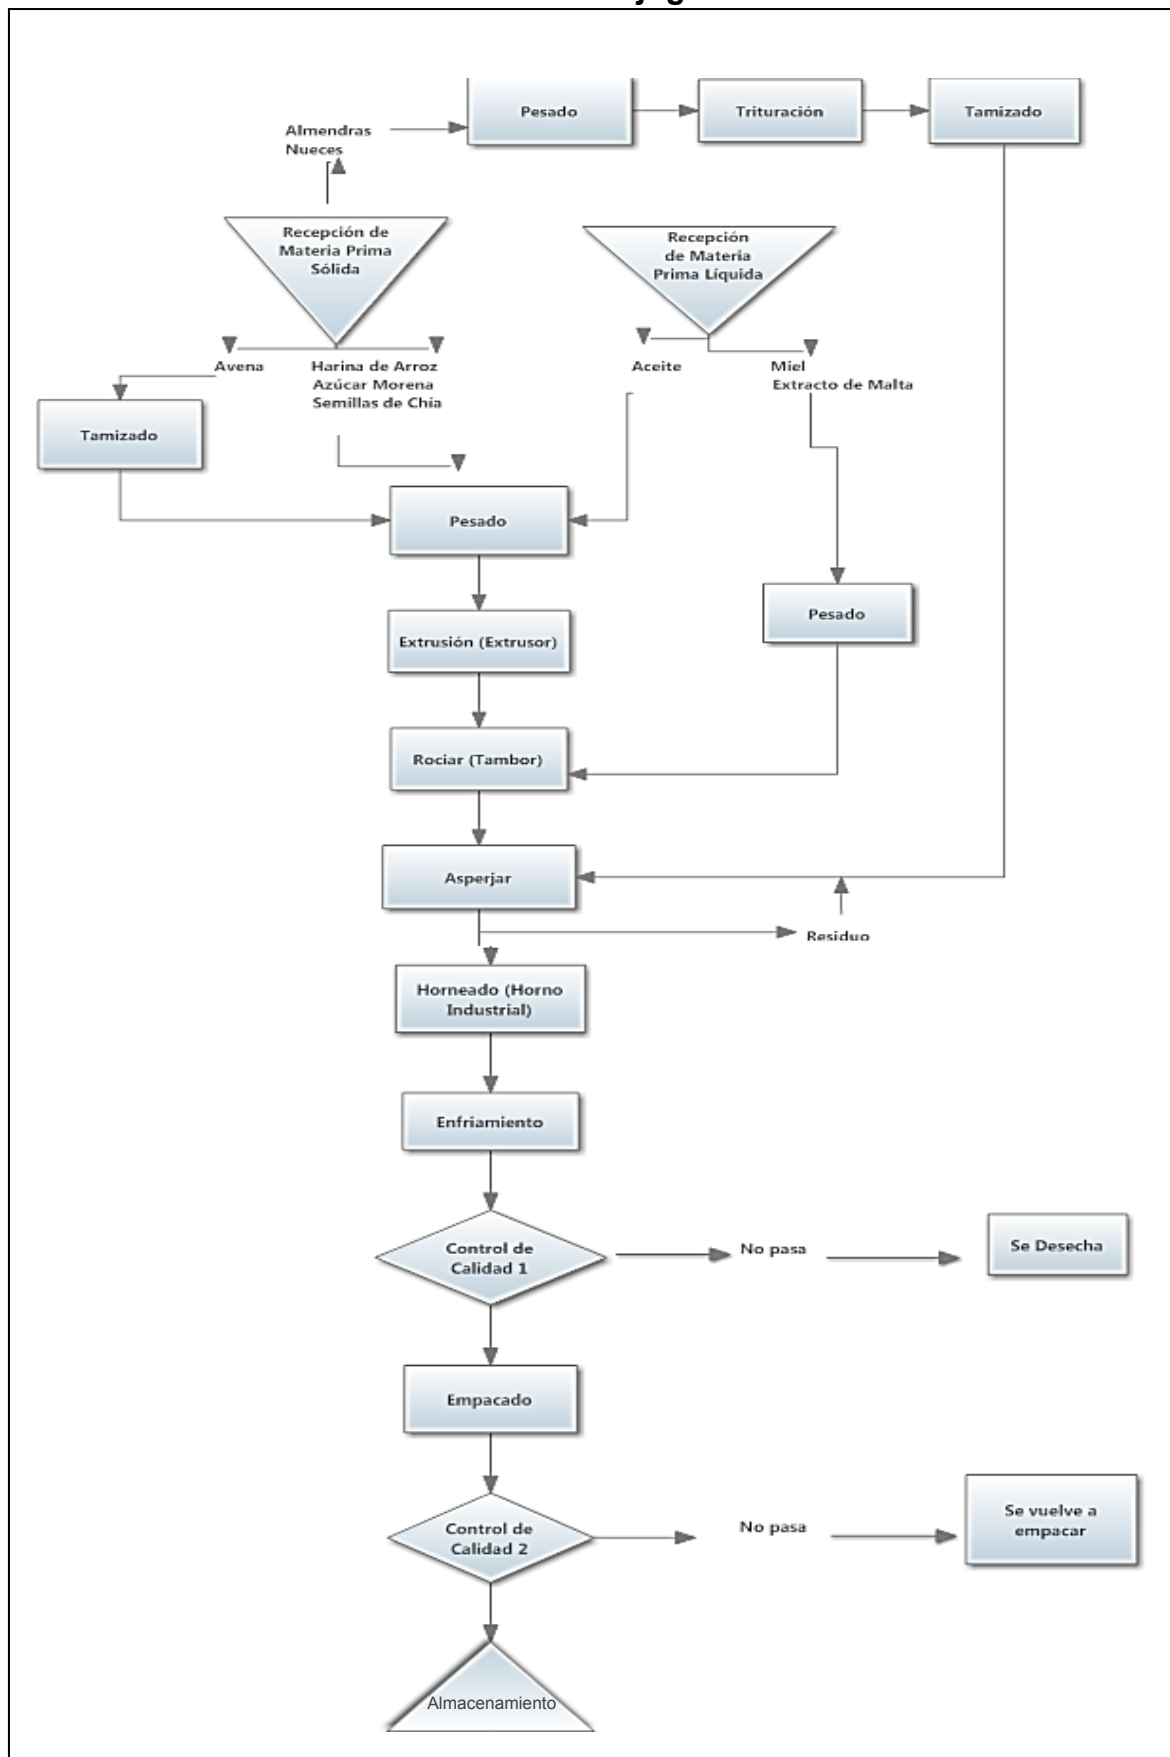 Pesado
Trituración
Tamizado
Almendras
Nueces
Recepción de
Materia Prima
Sólida
Recepción
de Materia
Prima Líquida
Avena
Harina de Arroz
Azúcar Morena
Semillas de Chía
Aceite
Miel
Extracto de Malta
Tamizado
Pesado
Pesado
Extrusión (Extrusor)
Rociar (Tambor)
Asperjar
Residuo
Horneado (Horno
Industrial)
Enfriamiento
Control de
Calidad 1
No pasa
Se Desecha
Empacado
Control de
Calidad 2
No pasa
Se vuelve a
empacar
Almacenamiento